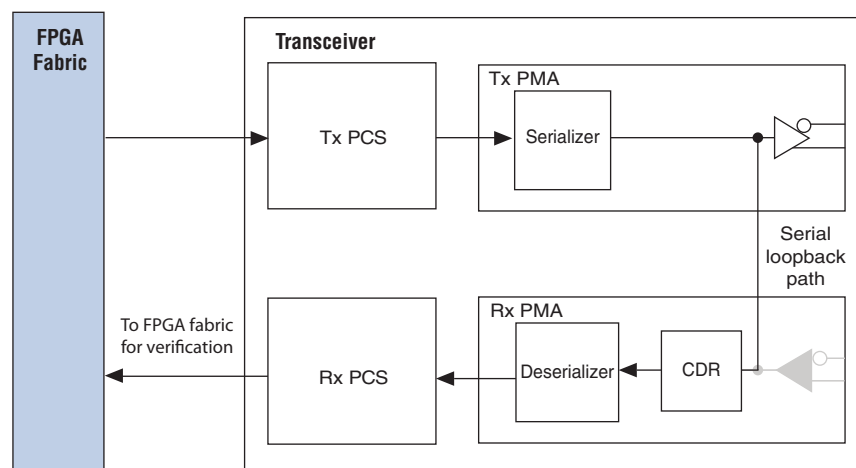 FPGA
Fabric
Transceiver
Tx PMA
Tx PCS
Serializer
Serial
loopback
path
To FPGA fabric
for verification
Rx PMA
Rx PCS
Deserializer
CDR